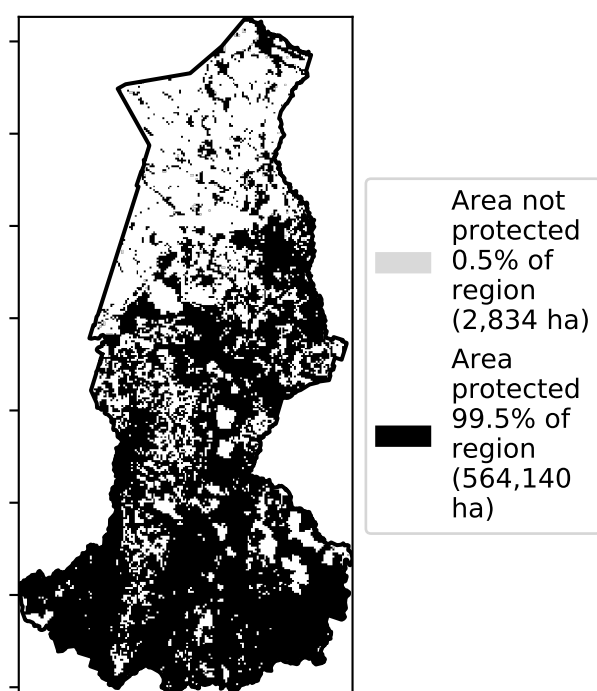 Area not
protected
0.5% of
region
(2,834 ha)
Area
protected
99.5% of
region
(564,140
ha)